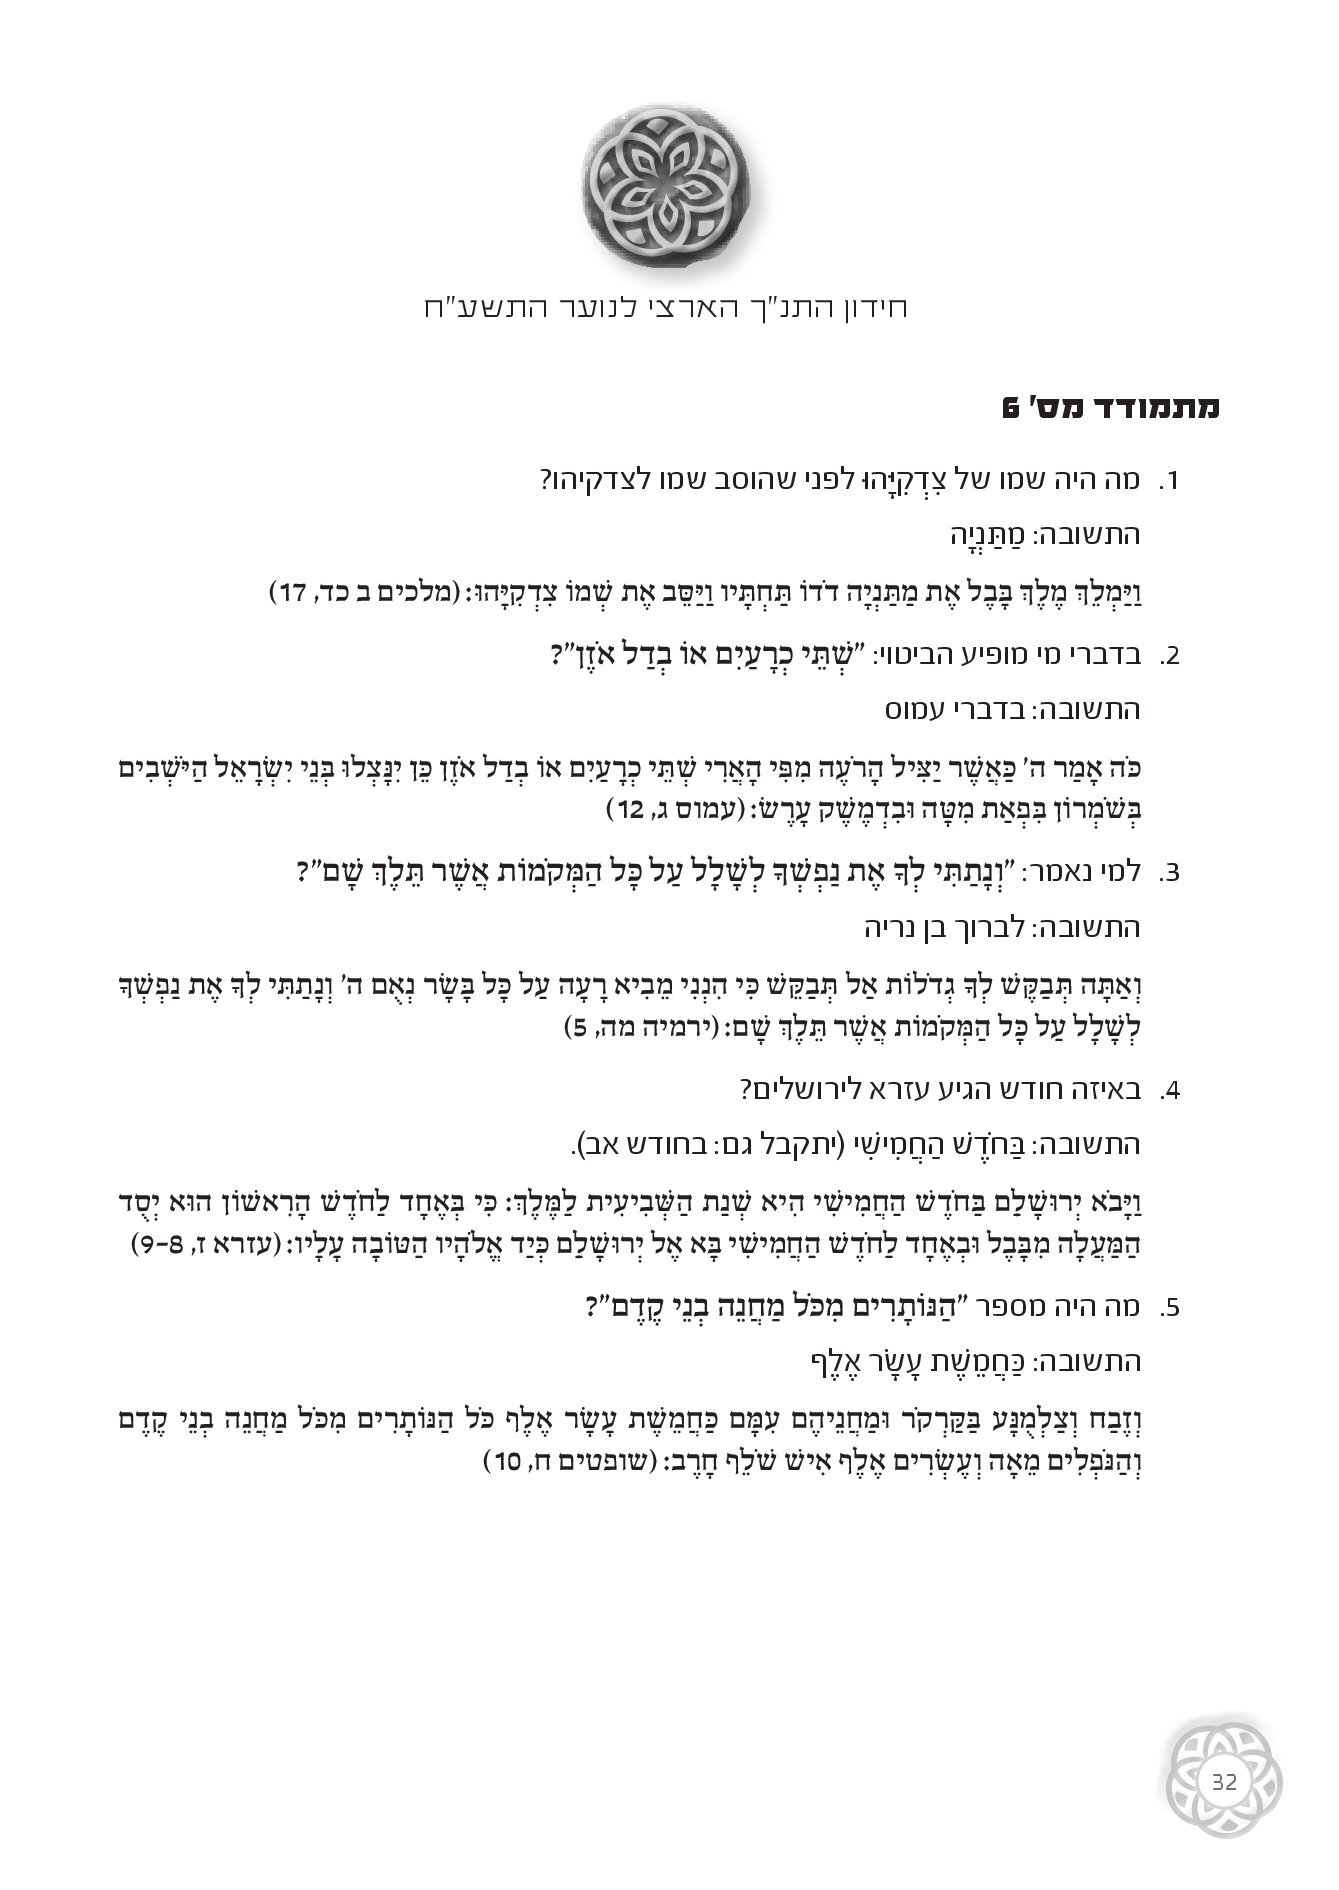 חידון התנ"ך הארצי לנוער התשע"ח
מתמודד מס' 6
1. מה היה שמו של צִדְקִיָּהוּ לפני שהוסב שמו לצדקיהו?
התשובה: מַתַּנְיָה
וַיַּמְלֵךְ מֶלֶךְ בָּבֶל אֶת מַתַּנְיָה דֹדוֹ תַּחְתָּיו וַיַּסֵּב אֶת שְׁמוֹ צִדְקִיָּהוּ: (מלכים ב כד, 17)
2. בדברי מי מופיע הביטוי: "שְׁתֵּי כְרָעַיִם אוֹ בְדַל אֹזֶן"?
התשובה: בדברי עמוס
כֹּה אָמַר ה' כַּאֲשֶׁר יַצִּיל הָרֹעֶה מִפִּי הָאֲרִי שְׁתֵּי כְרָעַיִם אוֹ בְדַל אֹזֶן כֵּן יִנָּצְלוּ בְּנֵי יִשְׂרָאֵל הַיֹּשְׁבִים
בְּשֹׁמְרוֹן בִּפְאַת מִטָּה וּבִדְמֶשֶׁק עָרֶשׂ: (עמוס ג, 12)
3. למי נאמר: "וְנָתַתִּי לְךָ אֶת נַפְשְׁךָ לְשָׁלָל עַל כָּל הַמְּקֹמוֹת אֲשֶׁר תֵּלֶךְ שָׁם"?
התשובה: לברוך בן נריה
וְאַתָּה תְּבַקֶּשׁ לְךָ גְדֹלוֹת אַל תְּבַקֵּשׁ כִּי הִנְנִי מֵבִיא רָעָה עַל כָּל בָּשָׂר נְאֻם ה' וְנָתַתִּי לְךָ אֶת נַפְשְׁךָ
לְשָׁלָל עַל כָּל הַמְּקֹמוֹת אֲשֶׁר תֵּלֶךְ שָׁם: (ירמיה מה, 5)
4. באיזה חודש הגיע עזרא לירושלים?
התשובה: בַּחֹדֶשׁ הַחֲמִישִׁי (יתקבל גם: בחודש אב).
וַיָּבֹא יְרוּשָׁלִַם בַּחֹדֶשׁ הַחֲמִישִׁי הִיא שְׁנַת הַשְּׁבִיעִית לַמֶּלֶךְ: כִּי בְּאֶחָד לַחֹדֶשׁ הָרִאשׁוֹן הוּא יְסֻד
הַמַּעֲלָה מִבָּבֶל וּבְאֶחָד לַחֹדֶשׁ הַחֲמִישִׁי בָּא אֶל יְרוּשָׁלִַם כְּיַד אֱלֹהָיו הַטּוֹבָה עָלָיו: (עזרא ז, 8-9)
5. מה היה מספר "הַנּוֹתָרִים מִכֹּל מַחֲנֵה בְנֵי קֶדֶם"?
התשובה: כַּחֲמֵשֶׁת עָשָׂר אֶלֶף
וְזֶבַח וְצַלְמֻנָּע בַּקַּרְקֹר וּמַחֲנֵיהֶם עִמָּם כַּחֲמֵשֶׁת עָשָׂר אֶלֶף כֹּל הַנּוֹתָרִים מִכֹּל מַחֲנֵה בְנֵי קֶדֶם
וְהַנֹּפְלִים מֵאָה וְעֶשְׂרִים אֶלֶף אִישׁ שֹׁלֵף חָרֶב: (שופטים ח, 10)
32